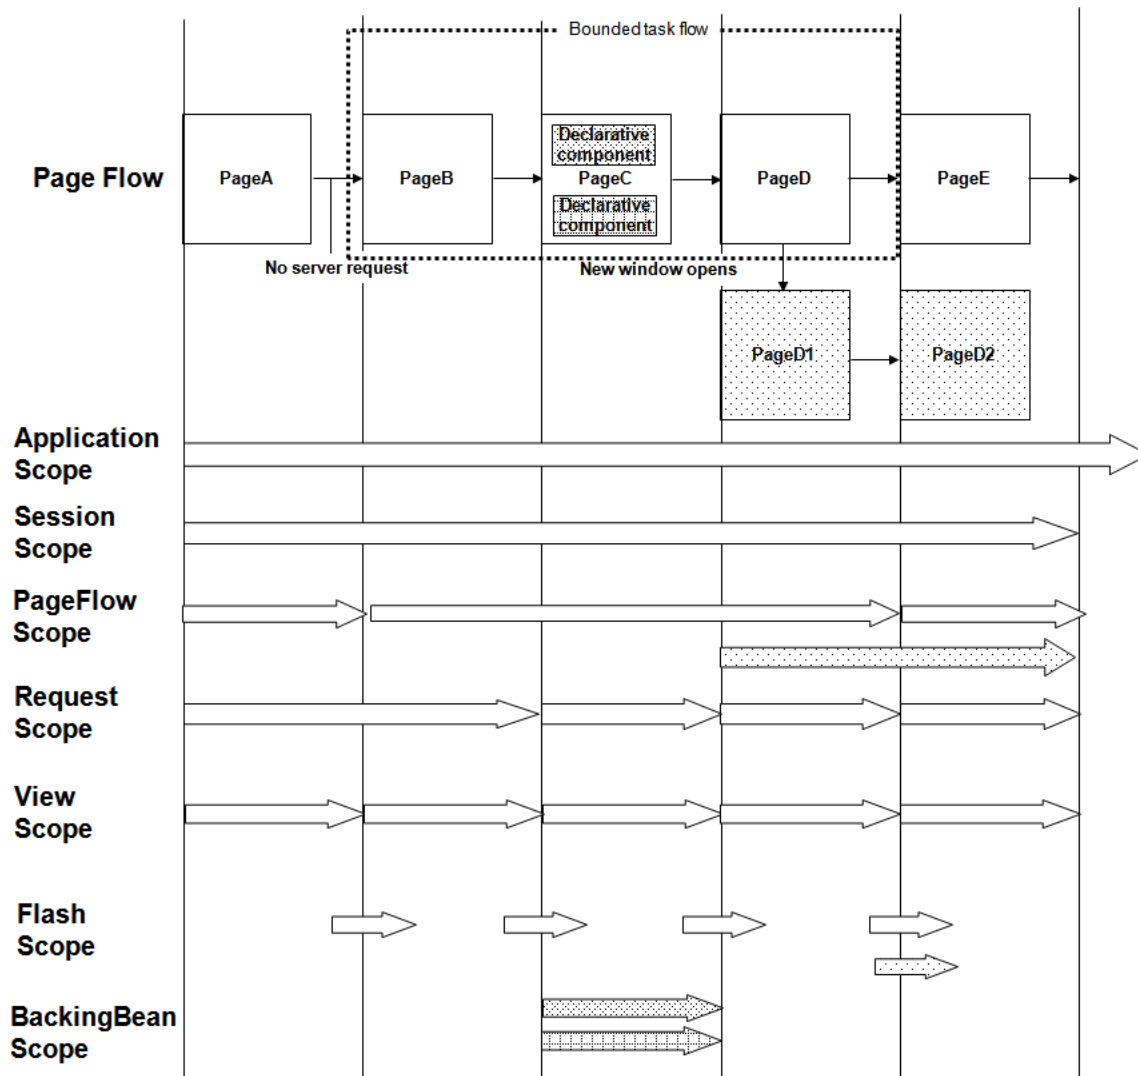 Bounded task flow
Page Flow
PageA
PageB
Declarative
component
PageC
Declarative
component
PageD
PageE
No server request
New window opens
PageD1
PageD2
Application
Scope
Session
Scope
PageFlow
Scope
Request
Scope
View
Scope
Flash
Scope
BackingBean
Scope